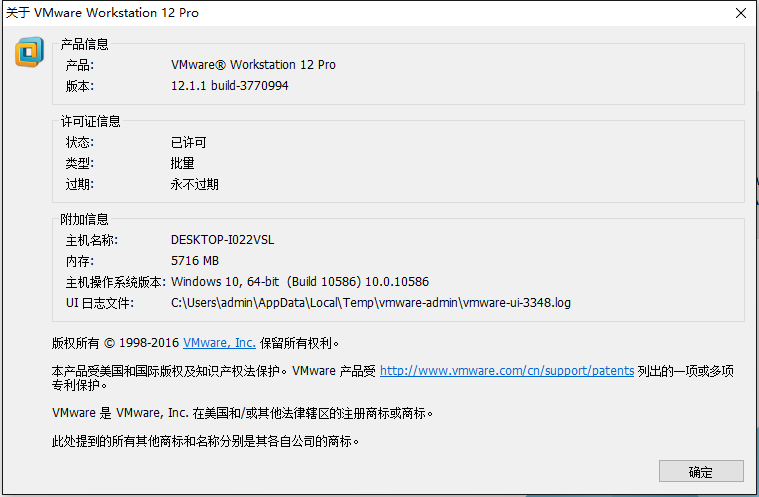 关于 VMware Workstation 12 Pro
产品信息
产品: VMware® Workstation 12 Pro
版本: 12.1.1 build-3770994
许可证信息
状态: 已许可
类型: 批量
过期: 永不过期
附加信息
主机名称: DESKTOP-I022VSL
内存: 5716 MB
主机操作系统版本: Windows 10, 64-bit (Build 10586) 10.0.10586
UI 日志文件: C:\Users\admin\AppData\Local\Temp\vmware-admin\vmware-ui-3348.log
版权所有 © 1998-2016 VMware, Inc. 保留所有权利。
本产品受美国和国际版权及知识产权法保护。VMware 产品受 http://www.vmware.com/cn/support/patents 列出的一项或多项
专利保护。
VMware 是 VMware, Inc. 在美国和/或其他法律辖区的注册商标或商标。
此处提到的所有其他商标和名称分别是其各自公司的商标。
确定